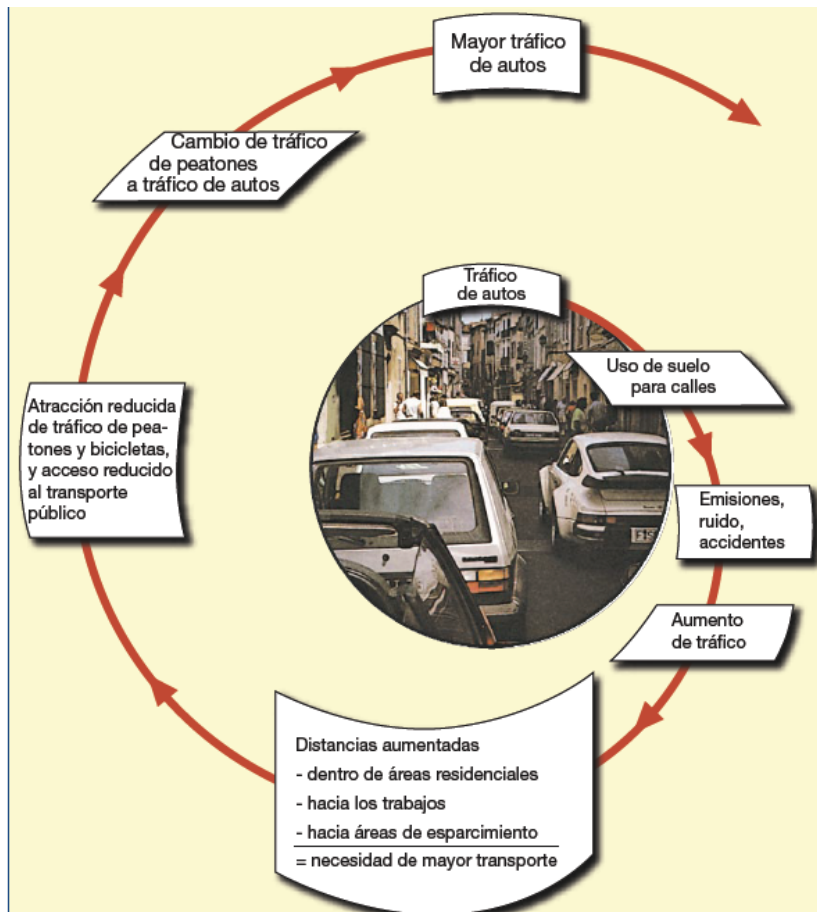 Mayor tráfico
de autos
Cambio de tráfico
de peatones
a tráfico de autos
Tráfico
de autos
Uso de suelo
para calles
Atracción reducida
de tráfico de pea-
tones y bicicletas,
y acceso reducido
al transporte
público
Emisiones,
ruido,
accidentes
Aumento
de tráfico
Distancias aumentadas
- dentro de áreas residenciales
- hacia los trabajos
- hacia áreas de esparcimiento
= necesidad de mayor transporte